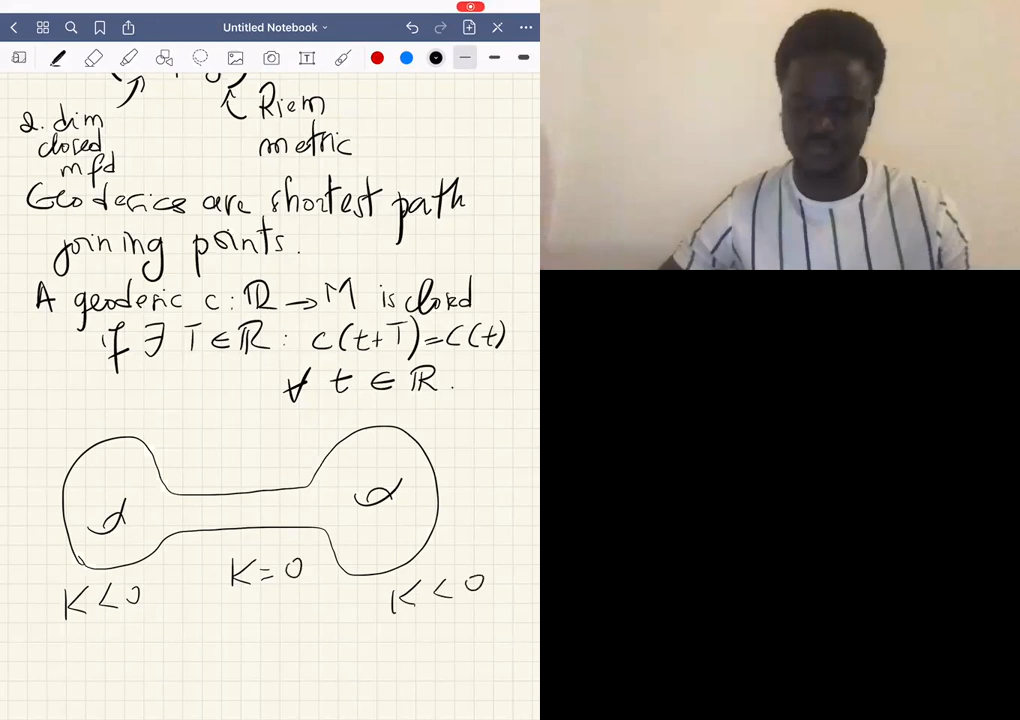 Untitled Notebook
2. dim
closed
mfd
Riem
metric
Geodesics are shortest path
joining points.
A geodesic c: ℝ → M is closed
if ∃ T ∈ ℝ : c(t+T)=c(t)
∀ t ∈ ℝ.
K<0
K=0
K<0